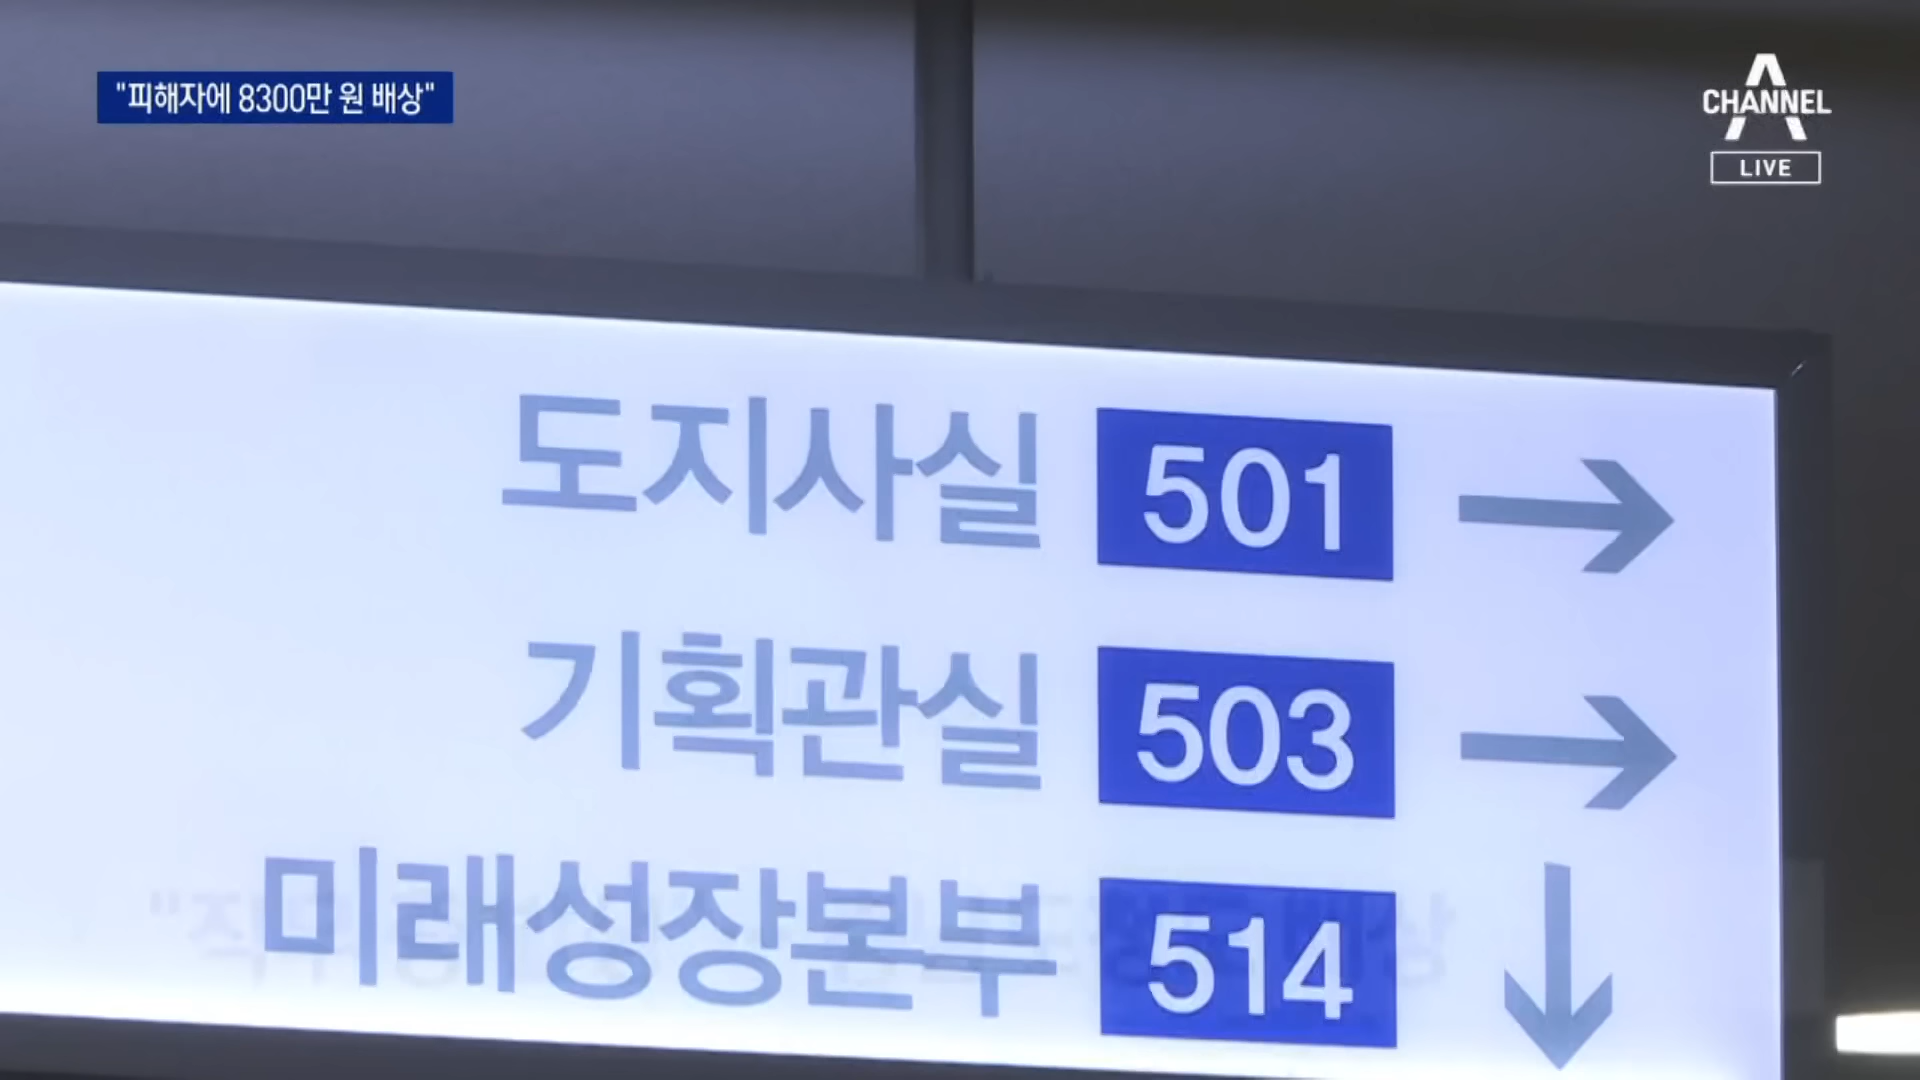 "피해자에 8300만 원 배상"
CHANNEL A
LIVE
도지사실 501 →
기획관실 503 →
미래성장본부 514 ↓